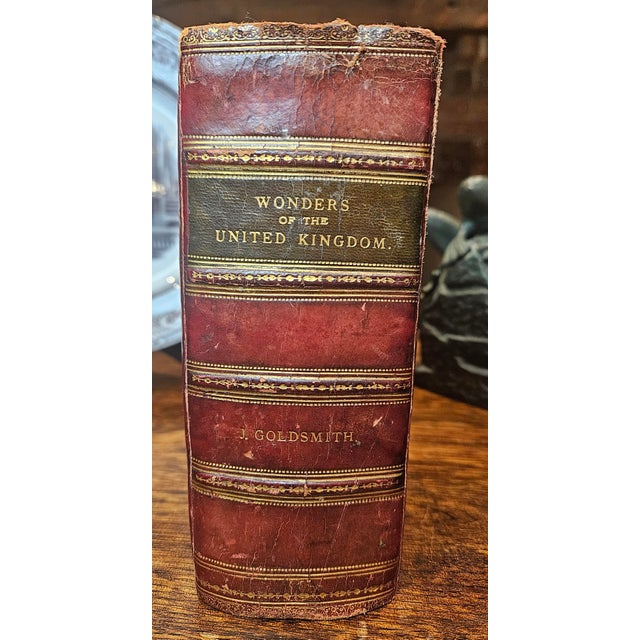 WONDERS
OF THE
UNITED KINGDOM.
J. GOLDSMITH.